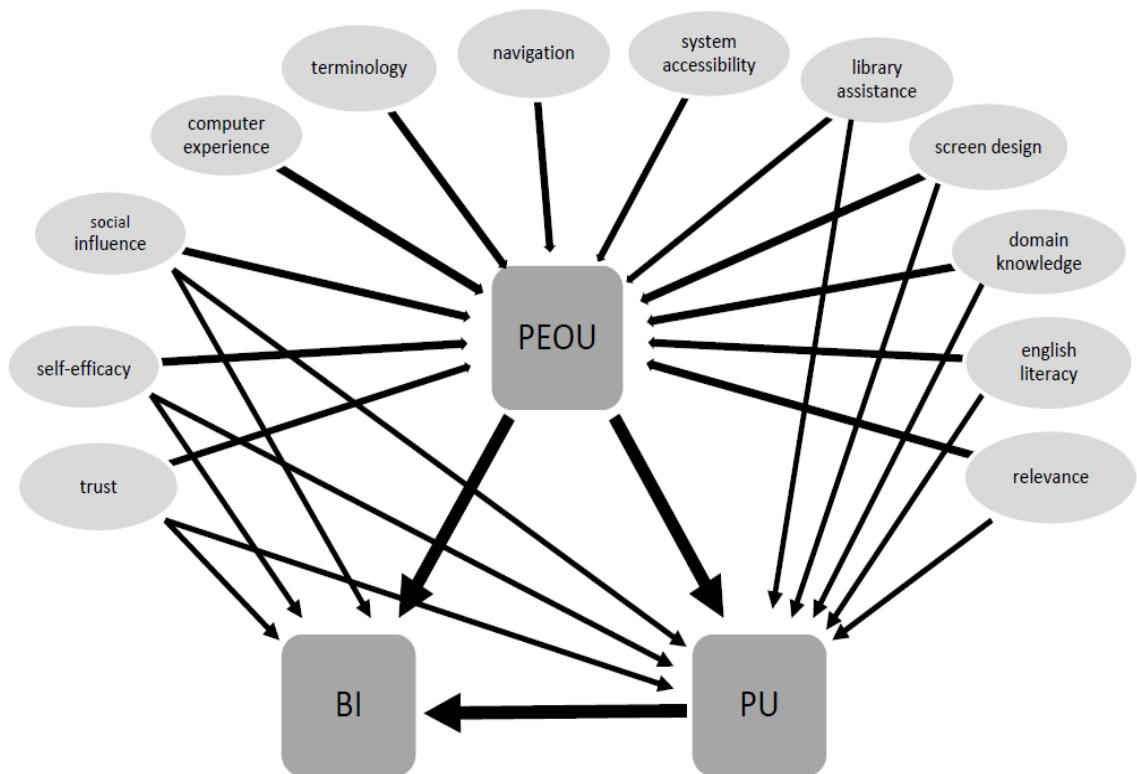 navigation
system
accessibility
terminology
library
assistance
computer
experience
screen design
social
influence
domain
knowledge
PEOU
self-efficacy
english
literacy
trust
relevance
BI
PU